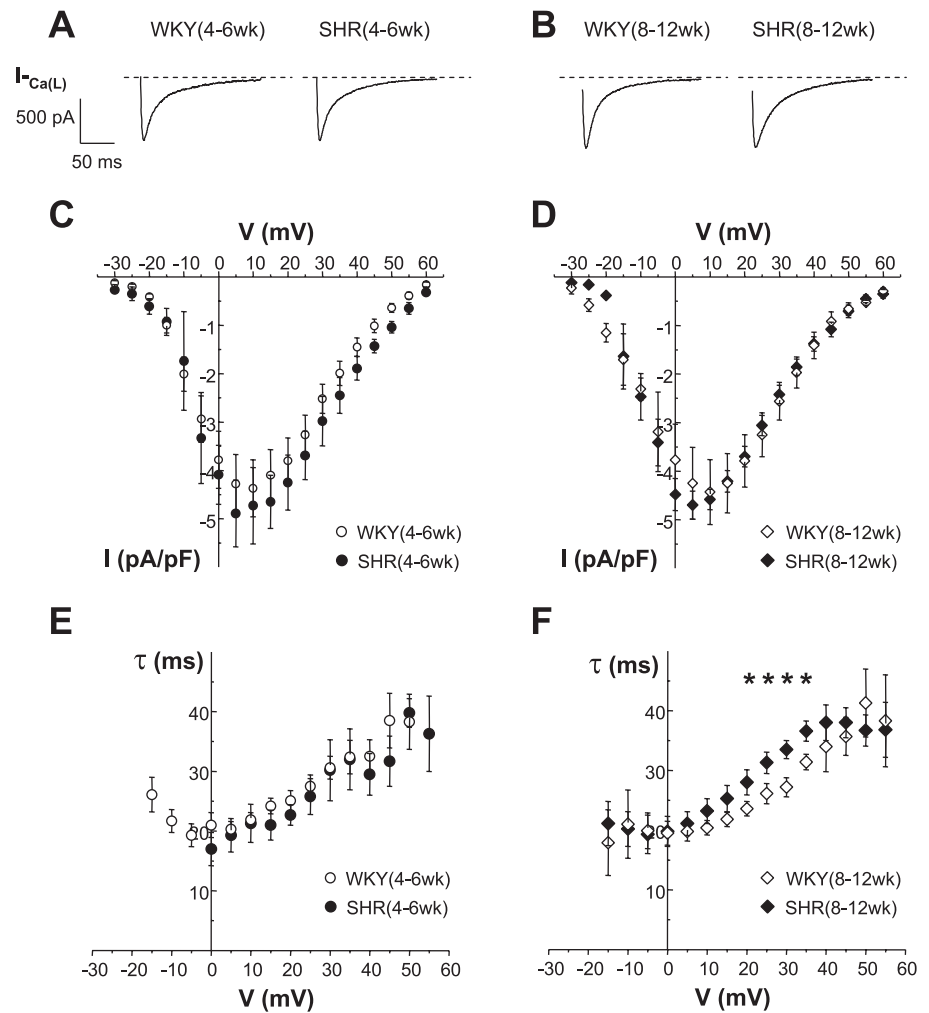 A
WKY(4-6wk) SHR(4-6wk)
B
WKY(8-12wk) SHR(8-12wk)
I-Ca(L)
500 pA
50 ms
C
V (mV)
-30 -20 -10 0 10 20 30 40 50 60
-1
-2
-3
-4
-5
I (pA/pF)
WKY(4-6wk)
SHR(4-6wk)
D
V (mV)
-30 -20 -10 0 10 20 30 40 50 60
-1
-2
-3
-4
-5
I (pA/pF)
WKY(8-12wk)
SHR(8-12wk)
E
τ (ms)
40
30
20
10
WKY(4-6wk)
SHR(4-6wk)
-30 -20 -10 0 10 20 30 40 50 60
V (mV)
F
τ (ms)
* * * *
40
30
20
10
WKY(8-12wk)
SHR(8-12wk)
-30 -20 -10 0 10 20 30 40 50 60
V (mV)